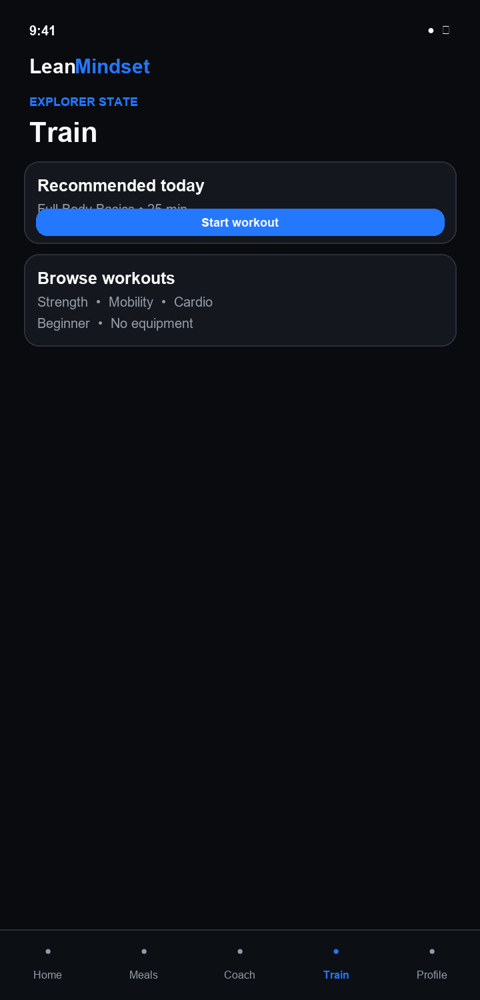 9:41
LeanMindset
EXPLORER STATE
Train
Recommended today
Full Body Basics • 25 min
Start workout
Browse workouts
Strength • Mobility • Cardio
Beginner • No equipment
Home Meals Coach Train Profile